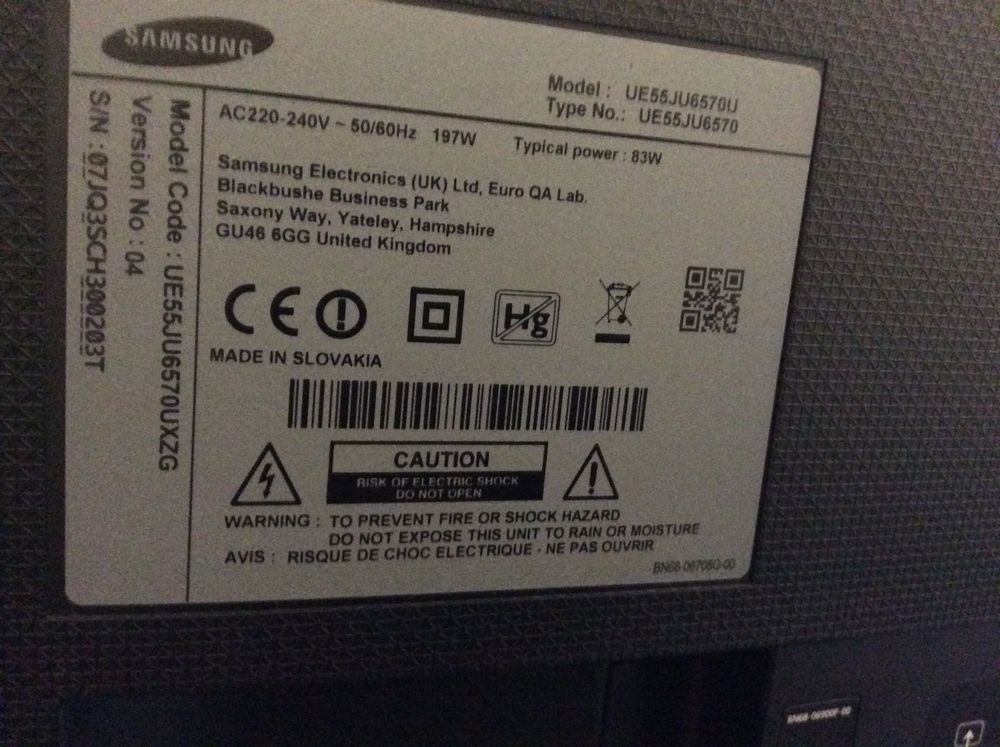 SAMSUNG
Model : UE55JU6570U
Type No.: UE55JU6570
Model Code : UE55JU6570UXZG
Version No : 04
S/N : 07JQ3SCH300203T
AC220-240V ~ 50/60Hz 197W Typical power : 83W
Samsung Electronics (UK) Ltd, Euro QA Lab.
Blackbushe Business Park
Saxony Way, Yateley, Hampshire
GU46 6GG United Kingdom
CE
Hg
MADE IN SLOVAKIA
CAUTION
RISK OF ELECTRIC SHOCK
DO NOT OPEN
WARNING : TO PREVENT FIRE OR SHOCK HAZARD
DO NOT EXPOSE THIS UNIT TO RAIN OR MOISTURE
AVIS : RISQUE DE CHOC ELECTRIQUE - NE PAS OUVRIR